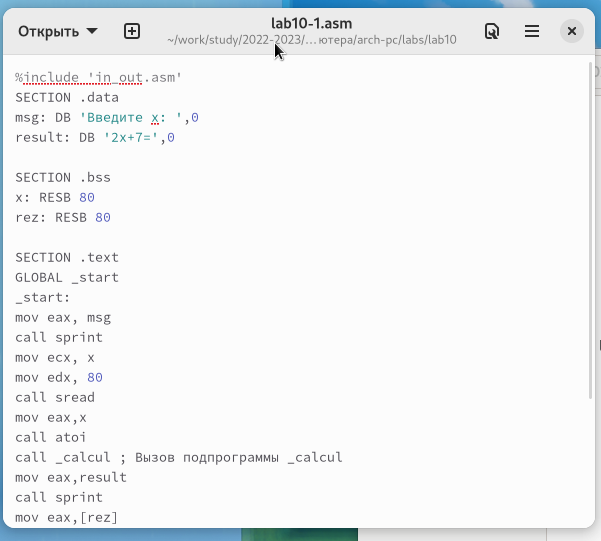 Открыть
lab10-1.asm
~/work/study/2022-2023/…ютера/arch-pc/labs/lab10
%include 'in_out.asm'
SECTION .data
msg: DB 'Введите x: ',0
result: DB '2x+7=',0
SECTION .bss
x: RESB 80
rez: RESB 80
SECTION .text
GLOBAL _start
_start:
mov eax, msg
call sprint
mov ecx, x
mov edx, 80
call sread
mov eax,x
call atoi
call _calcul ; Вызов подпрограммы _calcul
mov eax,result
call sprint
mov eax,[rez]